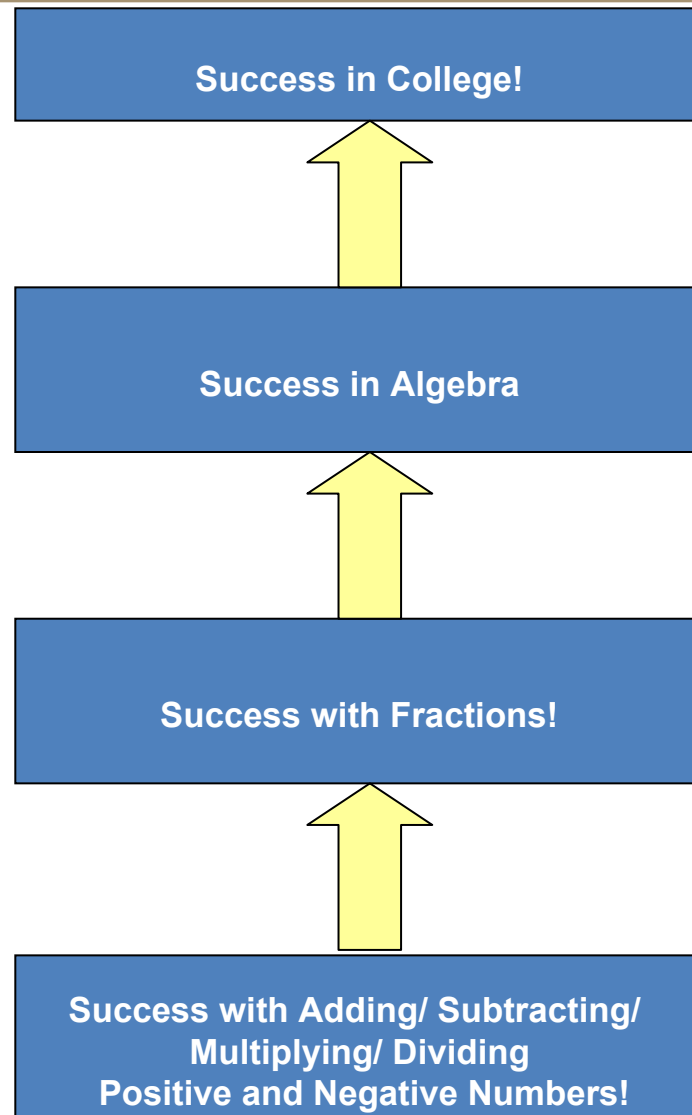 Success in College!
Success in Algebra
Success with Fractions!
Success with Adding/ Subtracting/
Multiplying/ Dividing
Positive and Negative Numbers!